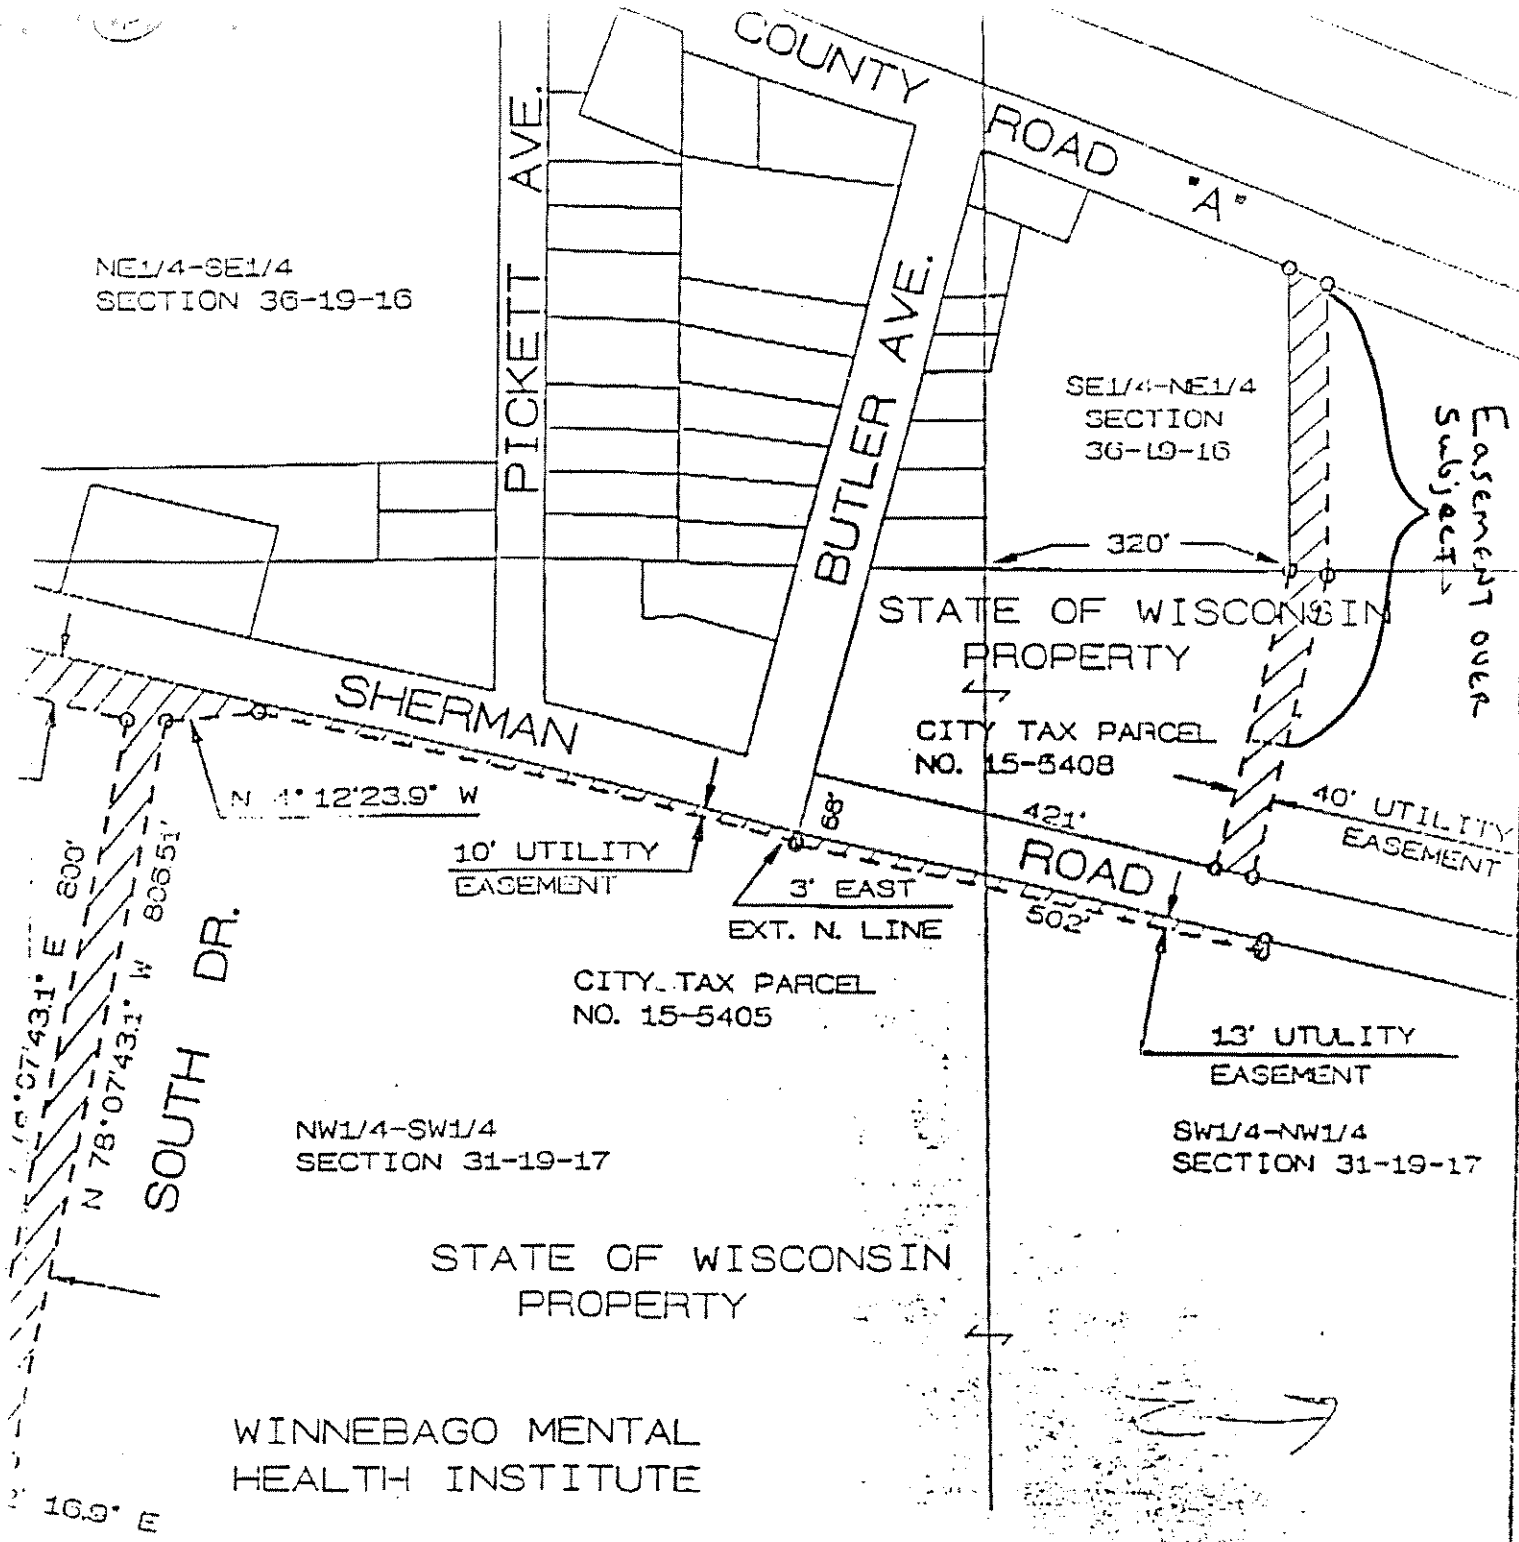 COUNTY ROAD "A"
PICKETT AVE.
BUTLER AVE.
NE1/4-SE1/4
SECTION 36-19-16
SE1/4-NE1/4
SECTION
36-19-16
Easement over
Subject
320'
STATE OF WISCONSIN
PROPERTY
CITY TAX PARCEL
NO. 15-5408
SHERMAN ROAD
N 4° 12'23.9" W
10' UTILITY
EASEMENT
68'
421'
40' UTILITY
EASEMENT
3' EAST
EXT. N. LINE
502'
13' UTULITY
EASEMENT
800'
806.51'
°07'43.1" E
N 78°07'43.1" W
SOUTH DR.
CITY TAX PARCEL
NO. 15-5405
NW1/4-SW1/4
SECTION 31-19-17
SW1/4-NW1/4
SECTION 31-19-17
STATE OF WISCONSIN
PROPERTY
WINNEBAGO MENTAL
HEALTH INSTITUTE
16.9" E